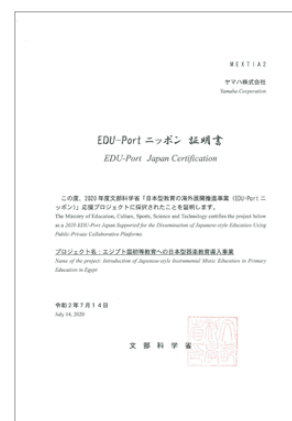 MEXTIA2
ヤマハ株式会社
Yamaha Corporation
EDU-Port ニッポン 証明書
EDU-Port Japan Certification
この度、2020年度文部科学省「日本型教育の海外展開推進事業（EDU-Portニ
ッポン）」応援プロジェクトに採択されたことを証明します。
The Ministry of Education, Culture, Sports, Science and Technology certifies the project below
as a 2020 EDU-Port Japan Supported for the Dissemination of Japanese-style Education Using
Public-Private Collaborative Platforms.
プロジェクト名：エジプト国初等教育への日本型器楽教育導入事業
Name of the project: Introduction of Japanese-style Instrumental Music Education in Primary
Education in Egypt
令和2年7月14日
July 14, 2020
文部科学省